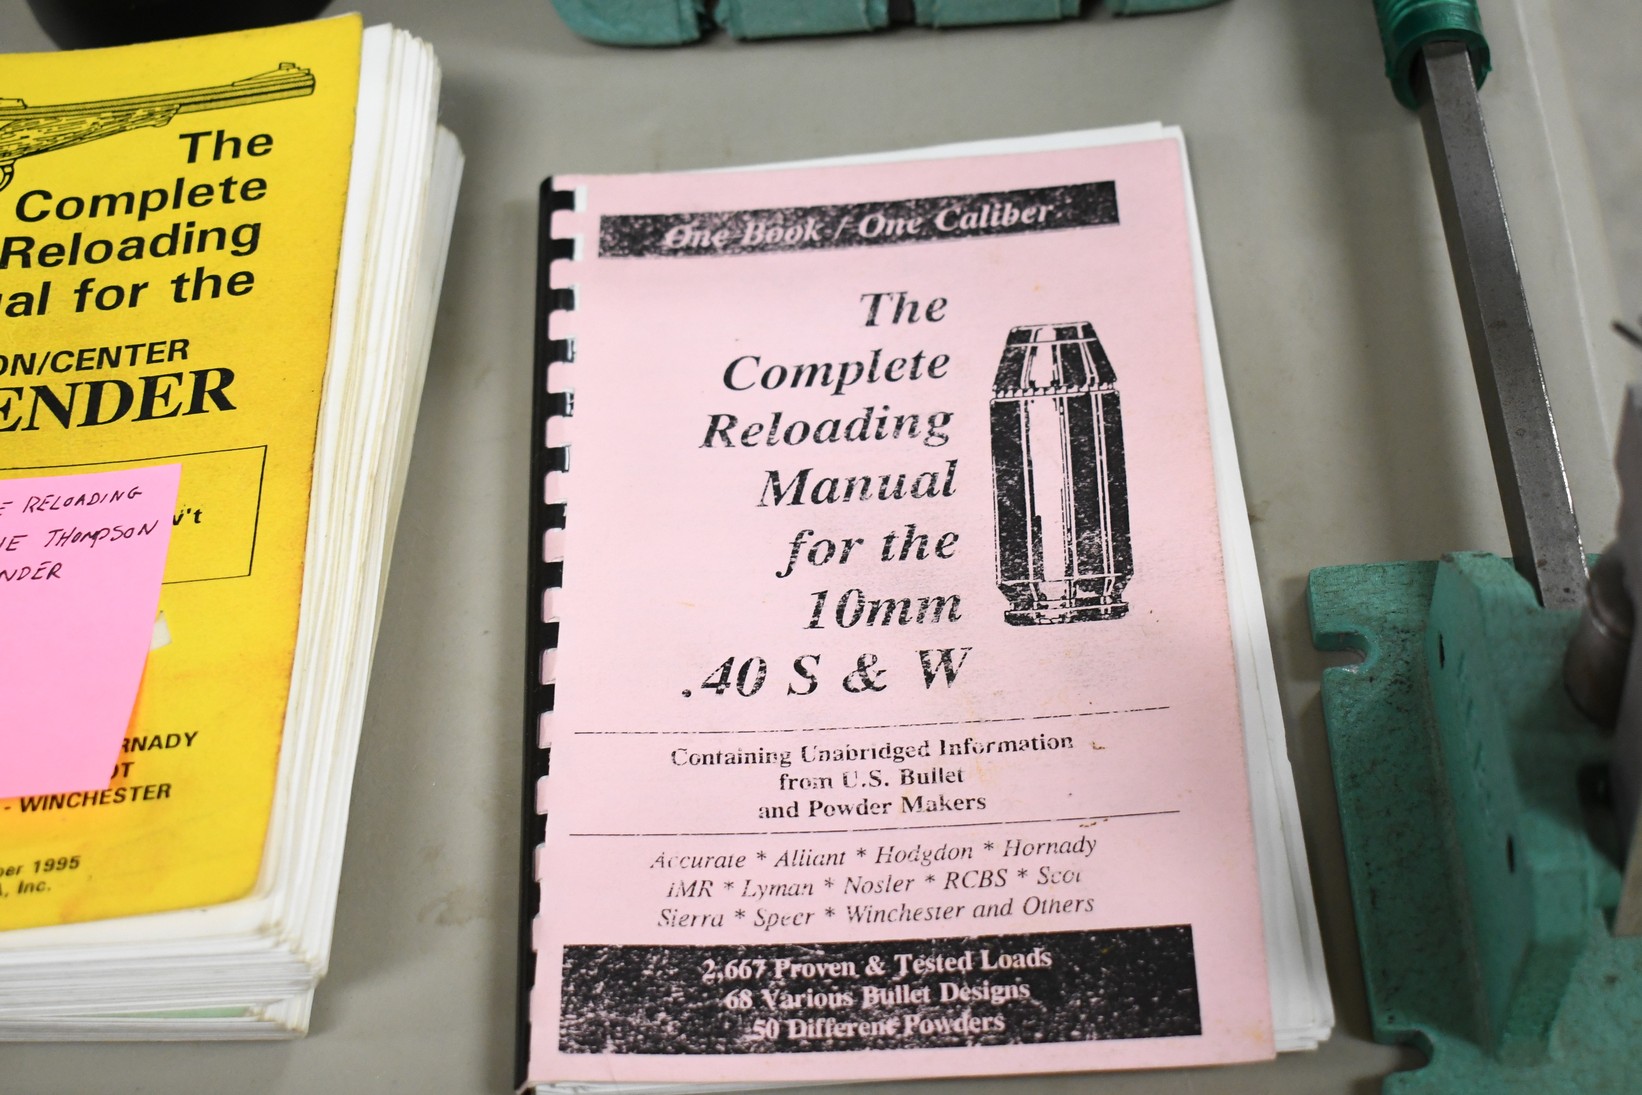 The
Complete
Reloading
al for the
ON/CENTER
ENDER
E RELOADING
HE THOMPSON
NDER
n't
RNADY
OT
- WINCHESTER
ber 1995
A, Inc.
One Book / One Caliber
The
Complete
Reloading
Manual
for the
10mm
.40 S & W
Containing Unabridged Information
from U.S. Bullet
and Powder Makers
Accurate * Alliant * Hodgdon * Hornady
IMR * Lyman * Nosler * RCBS * Scot
Sierra * Speer * Winchester and Others
2,667 Proven & Tested Loads
68 Various Bullet Designs
50 Different Powders